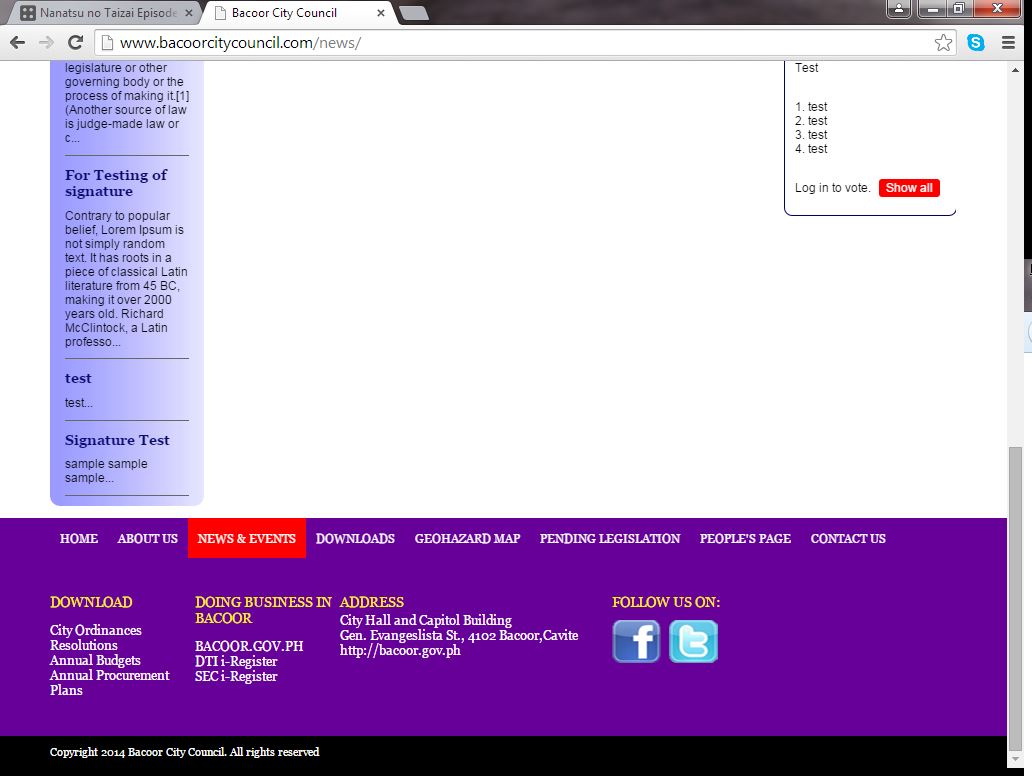 Nanatsu no Taizai Episode
Bacoor City Council
www.bacoorcitycouncil.com/news/
legislature or other
governing body or the
process of making it.[1]
(Another source of law
is judge-made law or
c...
For Testing of
signature
Contrary to popular
belief, Lorem Ipsum is
not simply random
text. It has roots in a
piece of classical Latin
literature from 45 BC,
making it over 2000
years old. Richard
McClintock, a Latin
professo...
test
test...
Signature Test
sample sample
sample...
Test
1. test
2. test
3. test
4. test
Log in to vote. Show all
HOME ABOUT US NEWS & EVENTS DOWNLOADS GEOHAZARD MAP PENDING LEGISLATION PEOPLE'S PAGE CONTACT US
DOWNLOAD
City Ordinances
Resolutions
Annual Budgets
Annual Procurement
Plans
DOING BUSINESS IN
BACOOR
BACOOR.GOV.PH
DTI i-Register
SEC i-Register
ADDRESS
City Hall and Capitol Building
Gen. Evangeslista St., 4102 Bacoor,Cavite
http://bacoor.gov.ph
FOLLOW US ON:
Copyright 2014 Bacoor City Council. All rights reserved